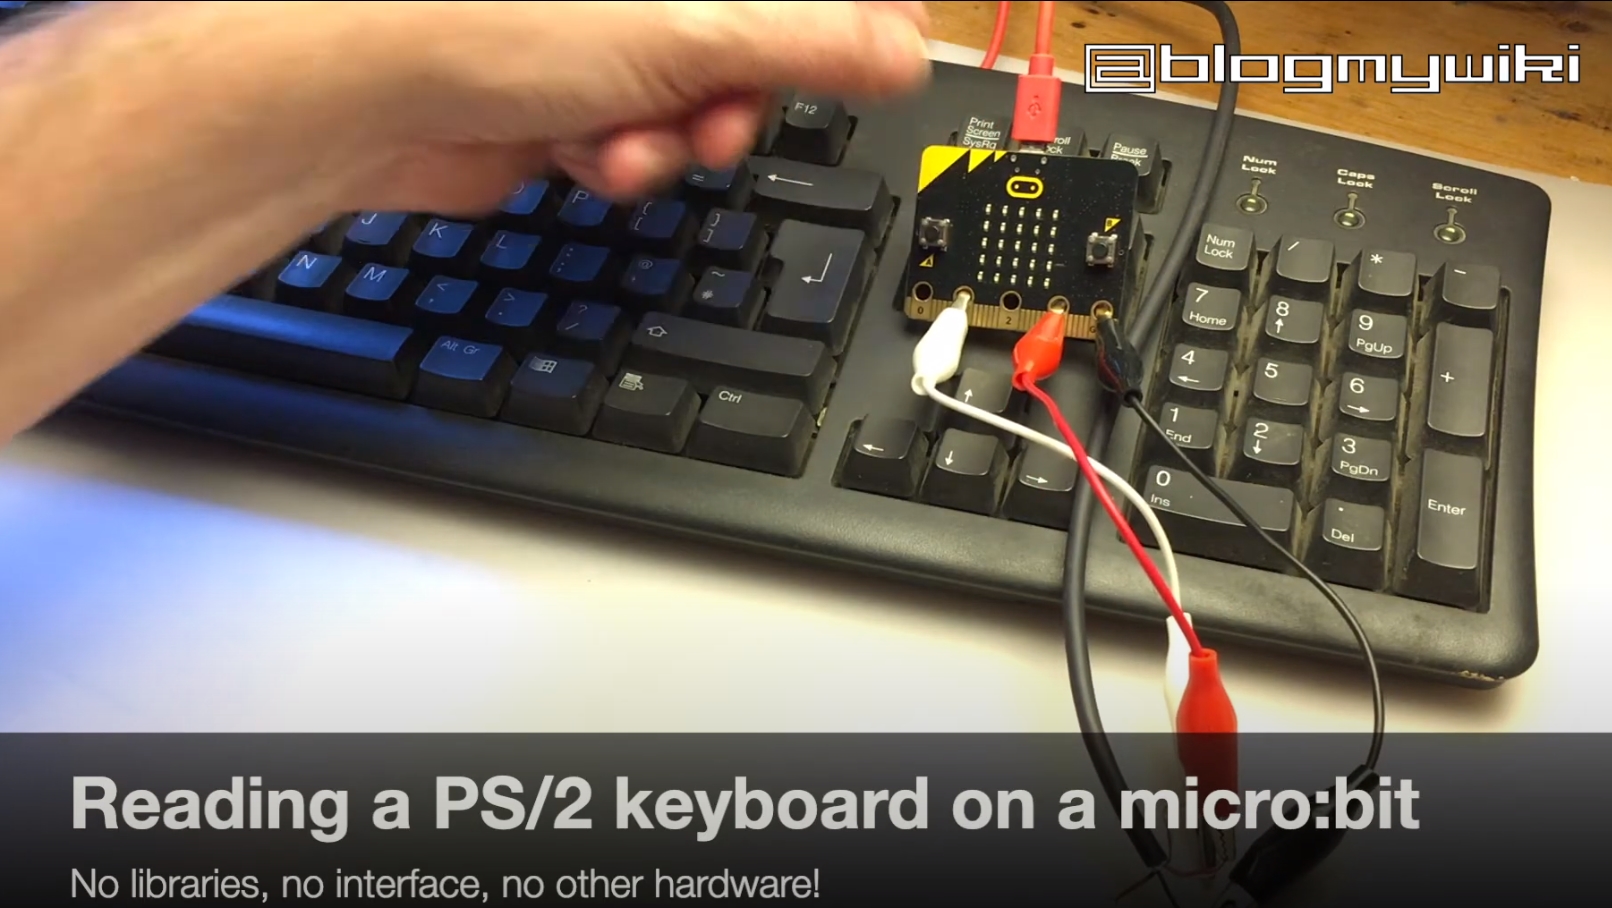 @blogmywiki
F12
Print
Screen
SysRq
Pause
Num
Lock
Caps
Lock
Scroll
Lock
=
P
{
[
}
]
J
K
L
:
;
@
~
#
N
M
<
,
>
.
?
/
Alt Gr
Ctrl
A
B
0
2
Num
Lock
/
*
-
7
Home
8
9
PgUp
+
4
5
6
1
End
2
3
PgDn
0
Ins
.
Del
Enter
Reading a PS/2 keyboard on a micro:bit
No libraries, no interface, no other hardware!